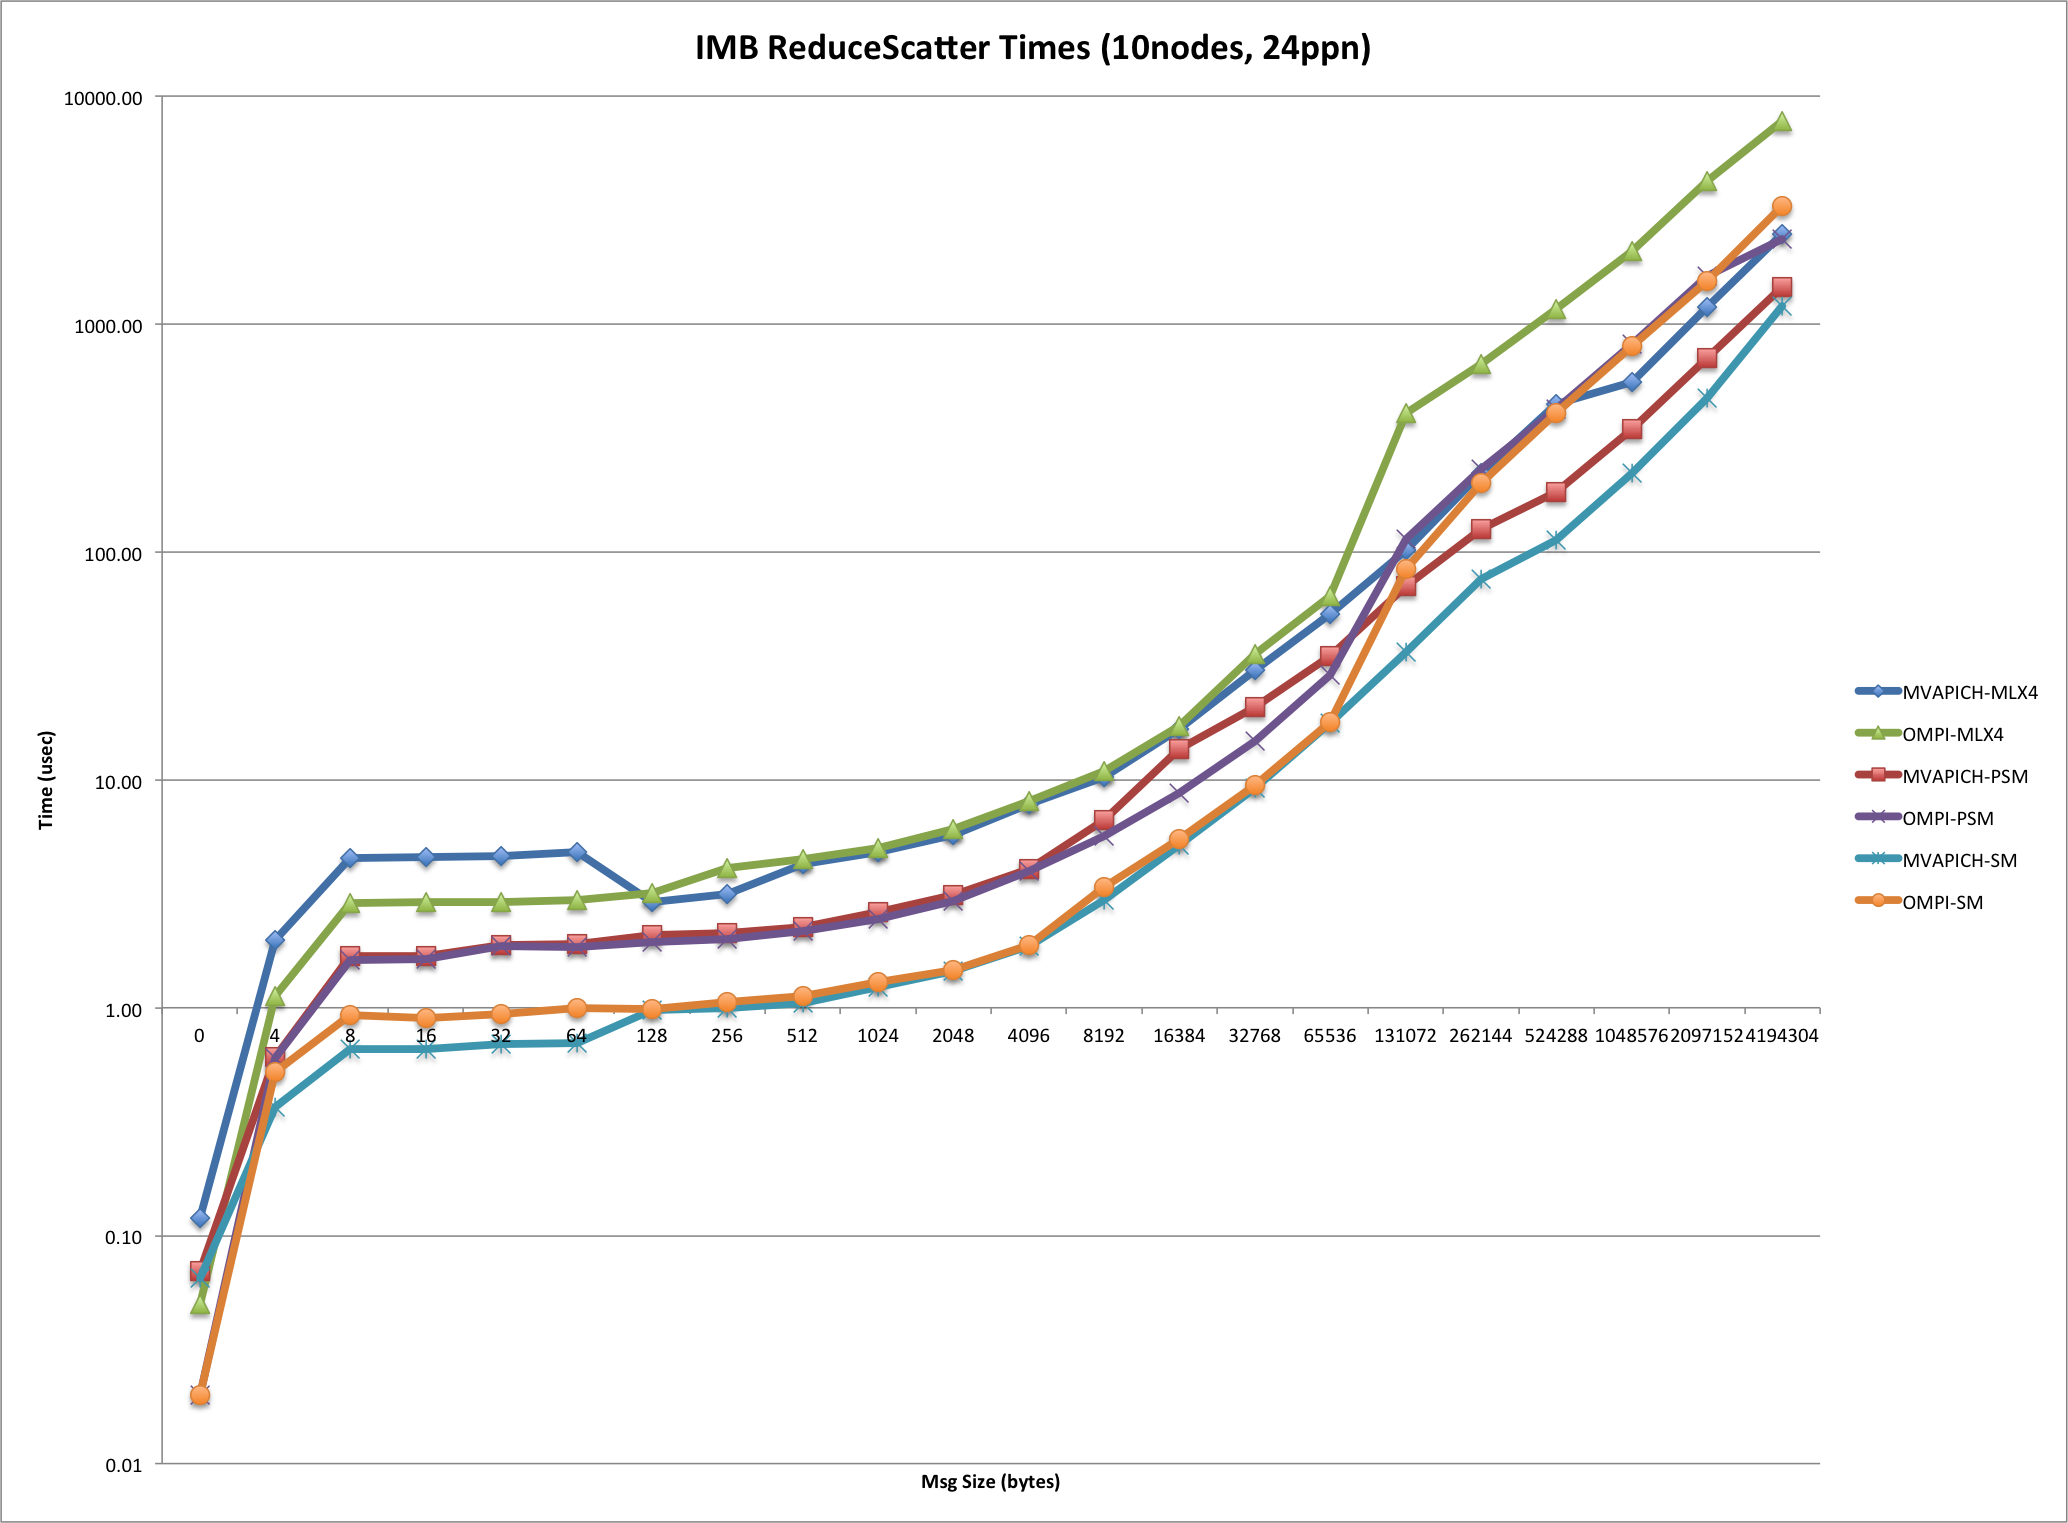 IMB ReduceScatter Times (10nodes, 24ppn)
10000.00
1000.00
100.00
10.00
1.00
0.10
0.01
Time (usec)
0 4 8 16 32 64 128 256 512 1024 2048 4096 8192 16384 32768 65536 131072 262144 524288 1048576 2097152 4194304
Msg Size (bytes)
MVAPICH-MLX4
OMPI-MLX4
MVAPICH-PSM
OMPI-PSM
MVAPICH-SM
OMPI-SM